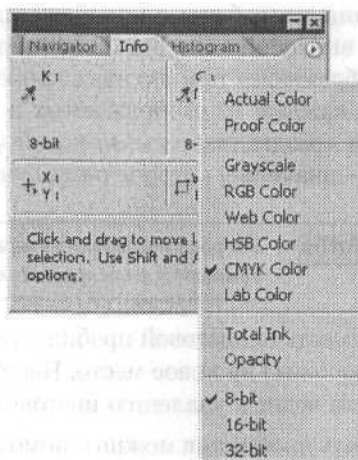 Navigator Info Histogram
K :
C :
8-bit
8-
X :
Y :
Click and drag to move
selection. Use Shift and
options.
Actual Color
Proof Color
Grayscale
RGB Color
Web Color
HSB Color
CMYK Color
Lab Color
Total Ink
Opacity
8-bit
16-bit
32-bit